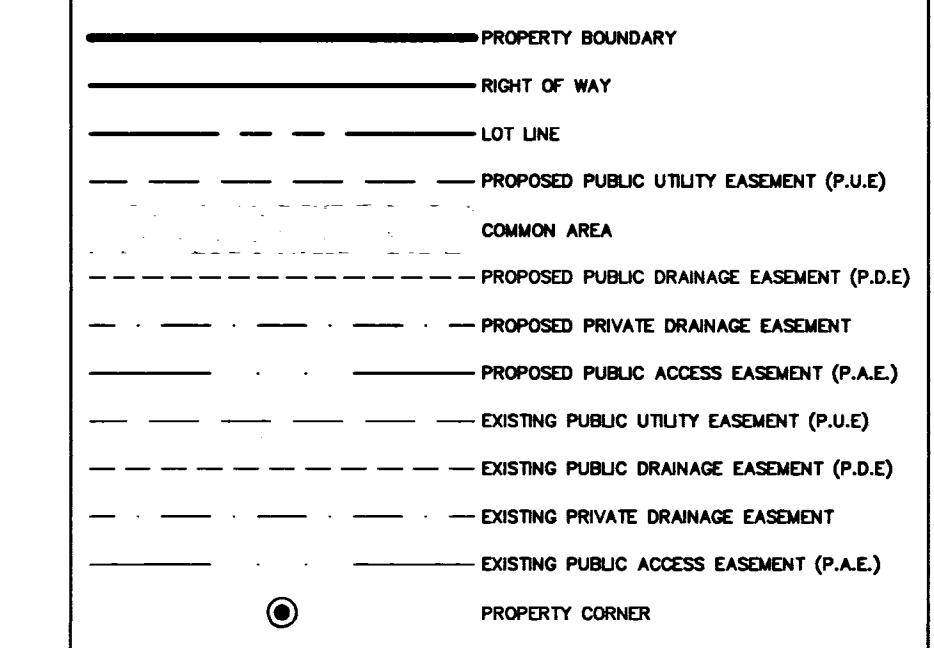 PROPERTY BOUNDARY
RIGHT OF WAY
LOT LINE
PROPOSED PUBLIC UTILITY EASEMENT (P.U.E)
COMMON AREA
PROPOSED PUBLIC DRAINAGE EASEMENT (P.D.E)
PROPOSED PRIVATE DRAINAGE EASEMENT
PROPOSED PUBLIC ACCESS EASEMENT (P.A.E.)
EXISTING PUBLIC UTILITY EASEMENT (P.U.E)
EXISTING PUBLIC DRAINAGE EASEMENT (P.D.E)
EXISTING PRIVATE DRAINAGE EASEMENT
EXISTING PUBLIC ACCESS EASEMENT (P.A.E.)
PROPERTY CORNER